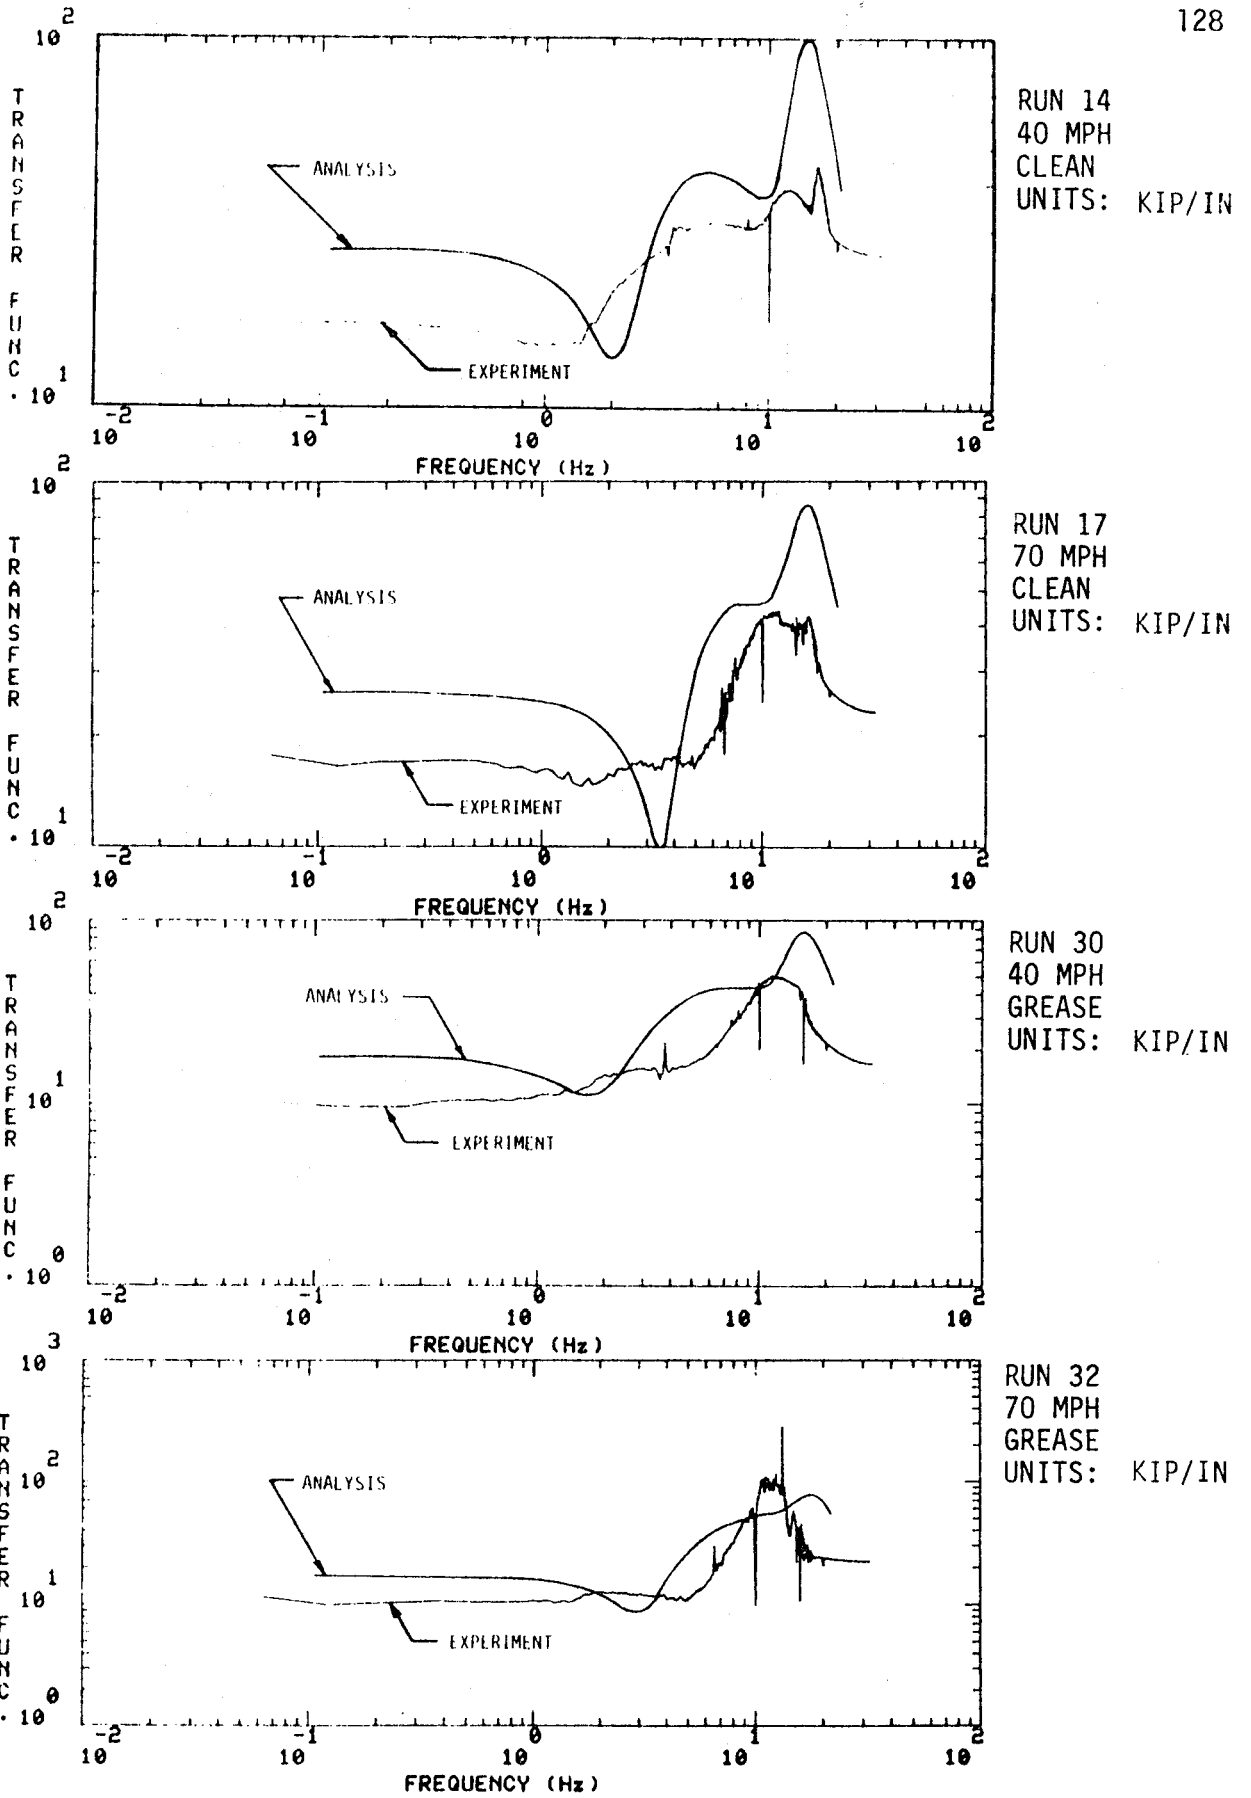 128
10 2
TRANSFER FUNC.
ANALYSIS
EXPERIMENT
10 1
10 -2
10 -1
10 0
10 1
10 2
FREQUENCY (Hz)
RUN 14
40 MPH
CLEAN
UNITS: KIP/IN
10 2
TRANSFER FUNC.
ANALYSIS
EXPERIMENT
10 1
10 -2
10 -1
10 0
10 1
10 2
FREQUENCY (Hz)
RUN 17
70 MPH
CLEAN
UNITS: KIP/IN
10 2
TRANSFER FUNC.
ANALYSIS
10 1
EXPERIMENT
10 0
10 -2
10 -1
10 0
10 1
10 2
FREQUENCY (Hz)
RUN 30
40 MPH
GREASE
UNITS: KIP/IN
10 3
TRANSFER FUNC.
10 2
ANALYSIS
10 1
EXPERIMENT
10 0
10 -2
10 -1
10 0
10 1
10 2
FREQUENCY (Hz)
RUN 32
70 MPH
GREASE
UNITS: KIP/IN